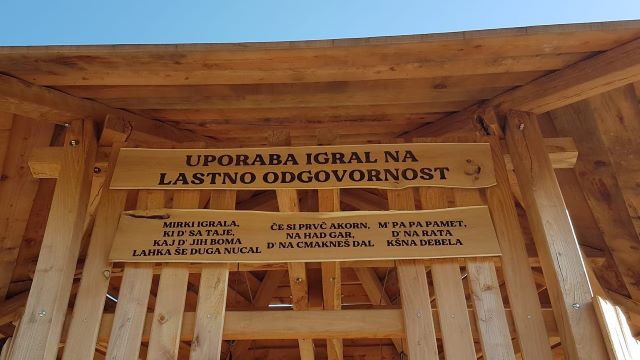 UPORABA IGRAL NA
LASTNO ODGOVORNOST
MIRKI IGRALA,
KI D' SA TAJE,
KAJ D' JIH BOMA
LAHKA ŠE DUGA NUCAL
ČE SI PRVČ AKORN,
NA HAD GAR,
D' NA CMAKNEŠ DAL
M' PA PA PAMET,
D' NA RATA
KŠNA DEBELA